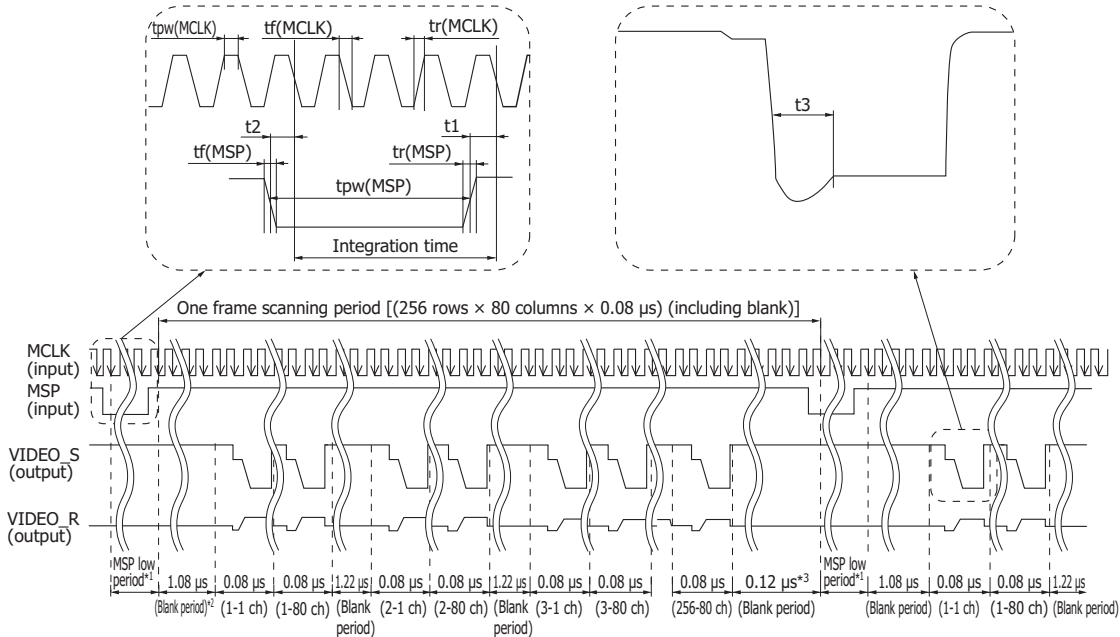 tpw(MCLK)
tf(MCLK)
tr(MCLK)
t2
t1
tf(MSP)
tr(MSP)
tpw(MSP)
Integration time
t3
One frame scanning period [(256 rows × 80 columns × 0.08 µs) (including blank)]
MCLK
(input)
MSP
(input)
VIDEO_S
(output)
VIDEO_R
(output)
MSP low
period*1
1.08 µs
(Blank period)*2
0.08 µs
(1-1 ch)
0.08 µs
(1-80 ch)
1.22 µs
(Blank
period)
0.08 µs
(2-1 ch)
0.08 µs
(2-80 ch)
1.22 µs
(Blank
period)
0.08 µs
(3-1 ch)
0.08 µs
(3-80 ch)
0.08 µs
(256-80 ch)
0.12 µs*3
(Blank period)
MSP low
period*1
1.08 µs
(Blank period)
0.08 µs
(1-1 ch)
0.08 µs
(1-80 ch)
1.22 µs
(Blank period)